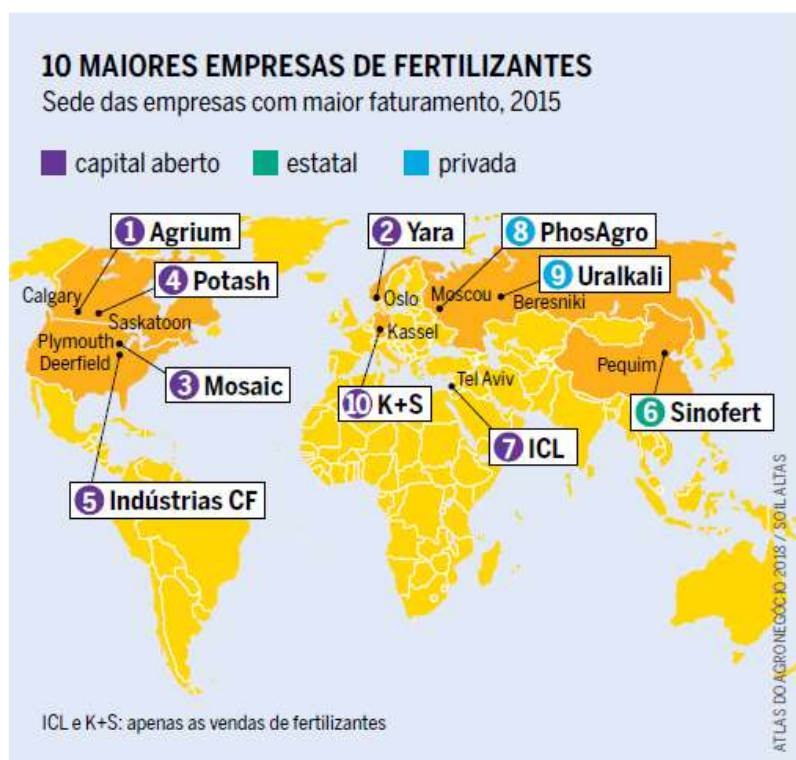 10 MAIORES EMPRESAS DE FERTILIZANTES
Sede das empresas com maior faturamento, 2015
capital aberto estatal privada
1 Agrium
2 Yara
8 PhosAgro
4 Potash
9 Uralkali
Calgary
Saskatoon
Oslo
Moscou
Beresniki
Plymouth
Deerfield
Kassel
Pequim
3 Mosaic
10 K+S
Tel Aviv
6 Sinofert
7 ICL
5 Indústrias CF
ICL e K+S: apenas as vendas de fertilizantes
ATLAS DO AGRONEGÓCIO 2018 / SOIL ALTAS